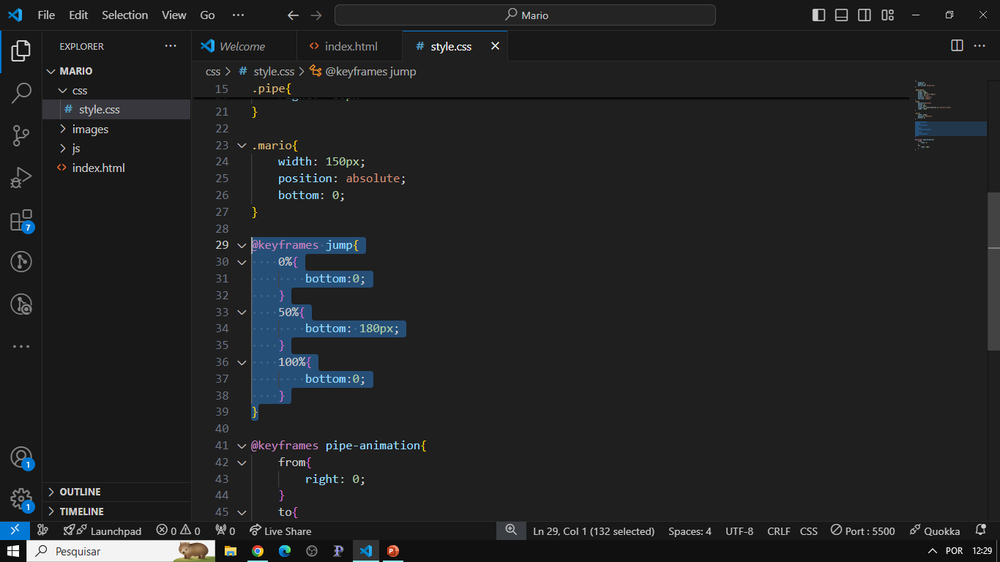 File Edit Selection View Go ··· Mario
EXPLORER ···
Welcome index.html style.css
MARIO
css
style.css
images
js
index.html
css > style.css > @keyframes jump
15 .pipe{
21 }
22
23 .mario{
24 width: 150px;
25 position: absolute;
26 bottom: 0;
27 }
28
29 @keyframes jump{
30 0%{
31 bottom:0;
32 }
33 50%{
34 bottom: 180px;
35 }
36 100%{
37 bottom:0;
38 }
39 }
40
41 @keyframes pipe-animation{
42 from{
43 right: 0;
44 }
45 to{
7
1
1
OUTLINE
TIMELINE
Launchpad 0 0 0 Live Share Ln 29, Col 1 (132 selected) Spaces: 4 UTF-8 CRLF CSS Port : 5500 Quokka
Pesquisar POR 12:29